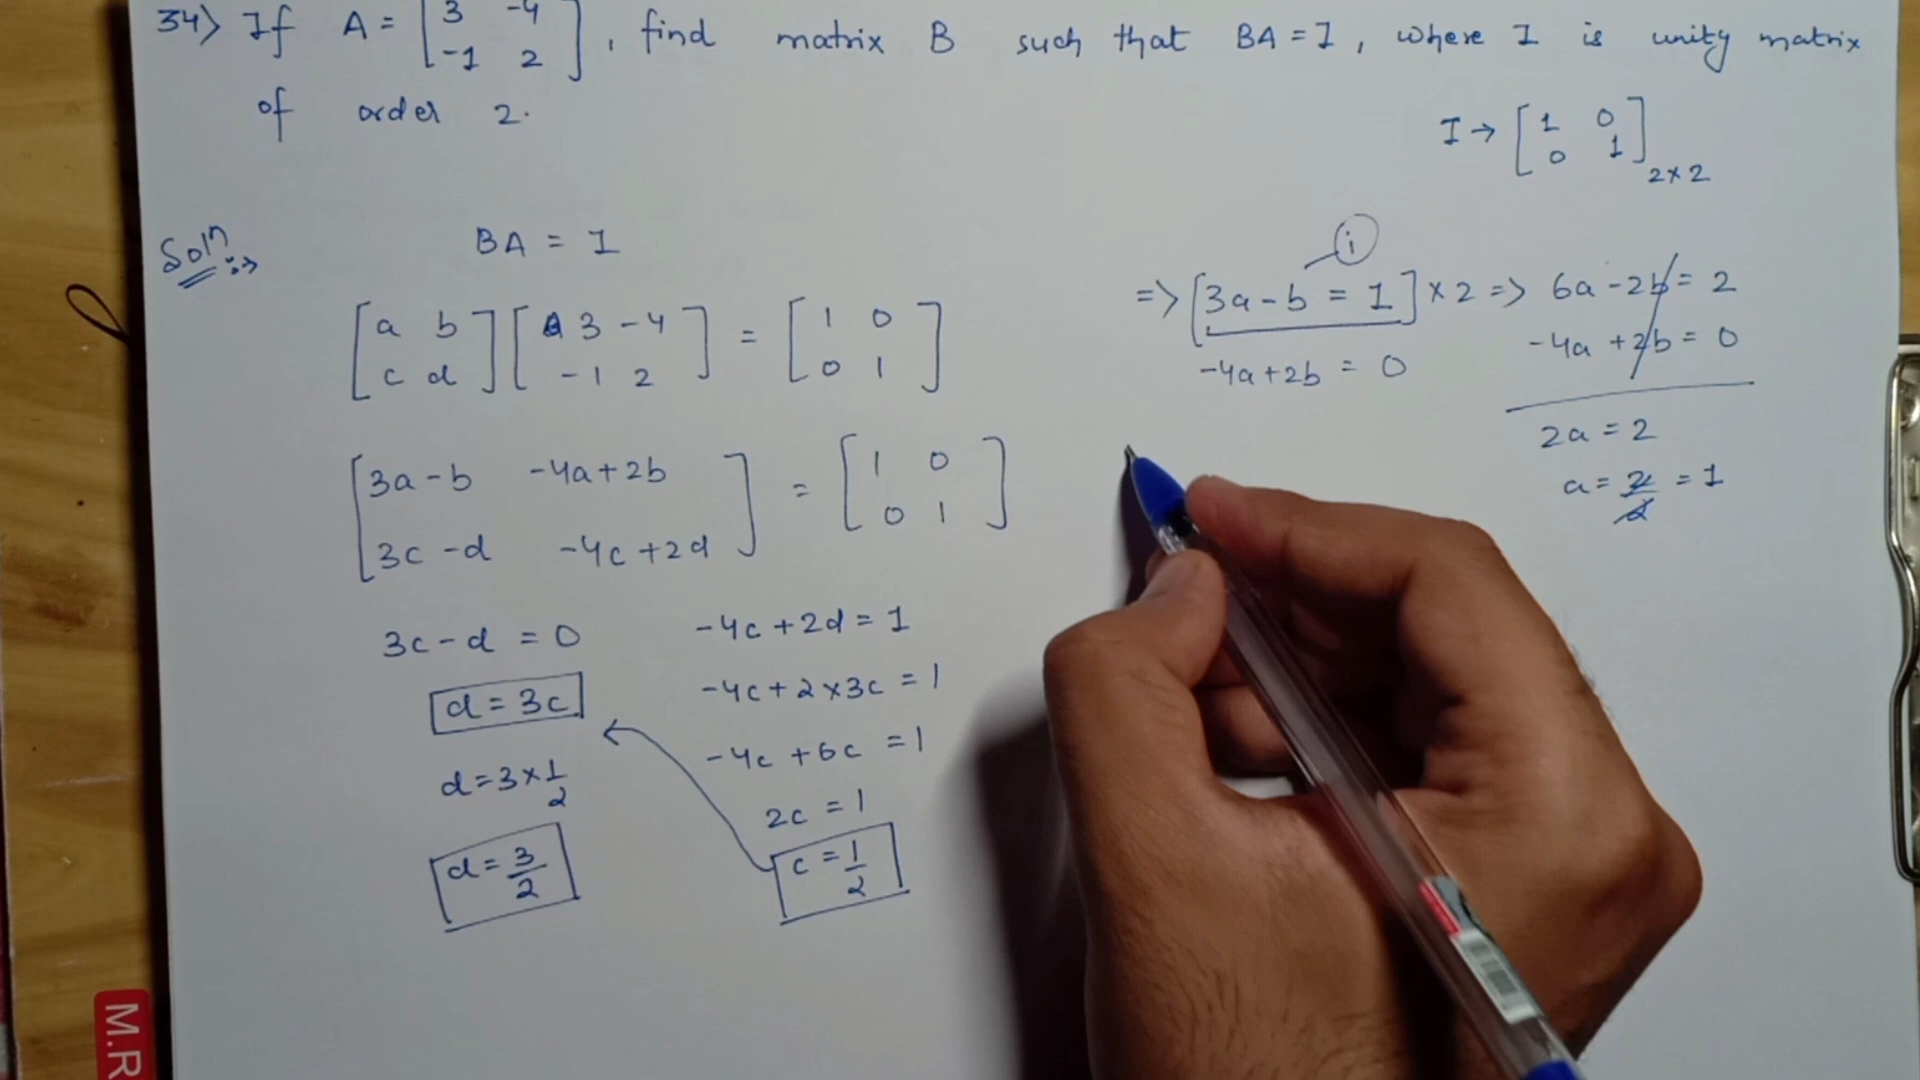 34) If A = [3 -4
-1 2], find matrix B such that BA = I, where I is unity matrix
of order 2.
I → [1 0
0 1] 2×2
Soln :→
BA = I
[a b [3 -4 = [1 0
c d] -1 2] 0 1]
[3a-b -4a+2b = [1 0
3c-d -4c+2d] 0 1]
3c-d = 0
d = 3c
d = 3×1/2
d = 3/2
-4c+2d = 1
-4c+2×3c = 1
-4c+6c = 1
2c = 1
c = 1/2
i
=> [3a-b = 1]×2 => 6a-2b = 2
-4a+2b = 0
-4a+2b = 0
2a = 2
a = 2/2 = 1
M.R